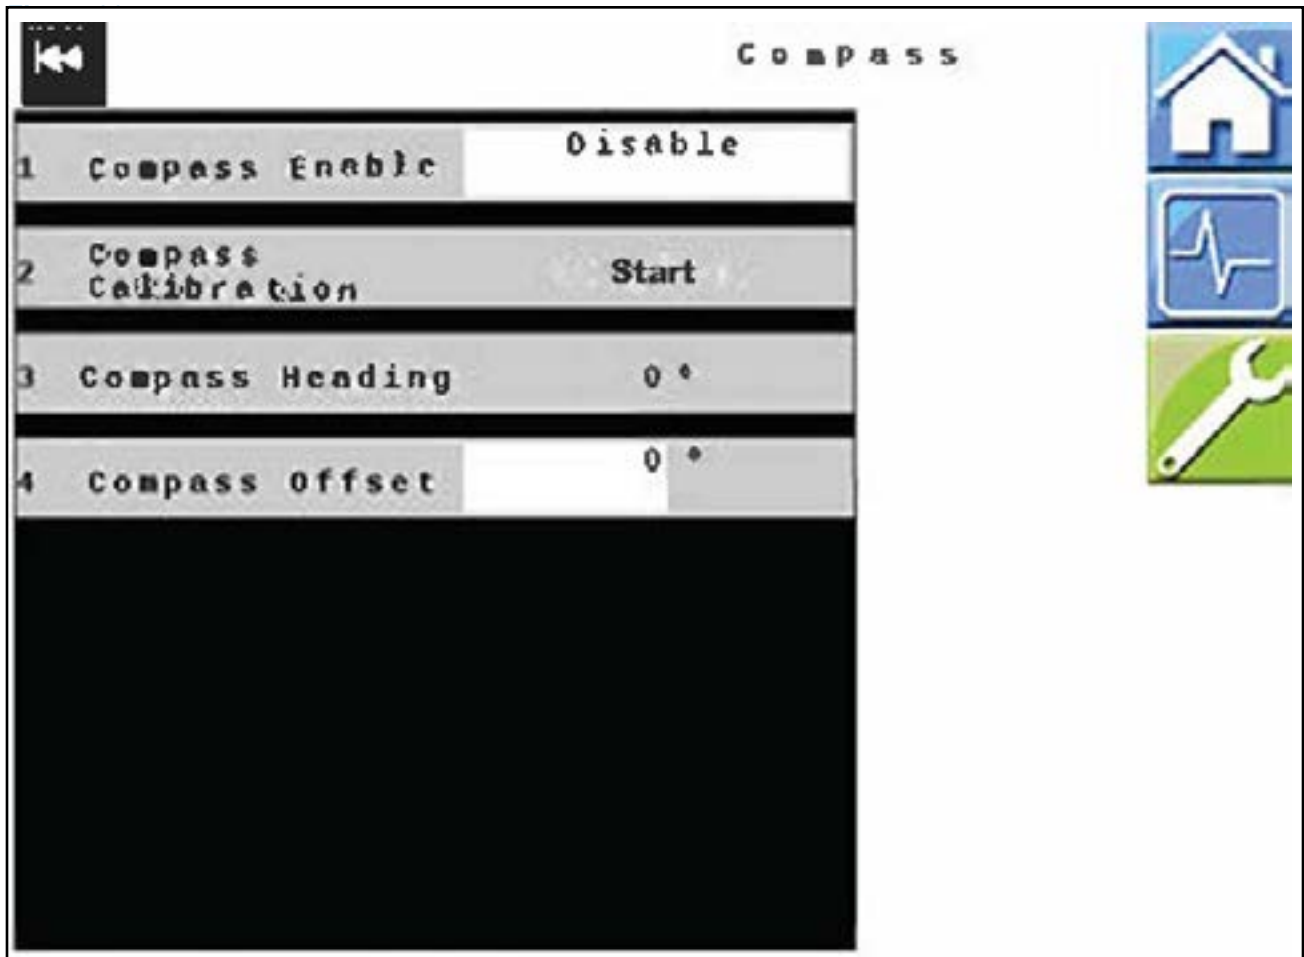 Compass
1 Compass Enable Disable
2 Compass
Calibration Start
3 Compass Heading 0°
4 Compass Offset 0°